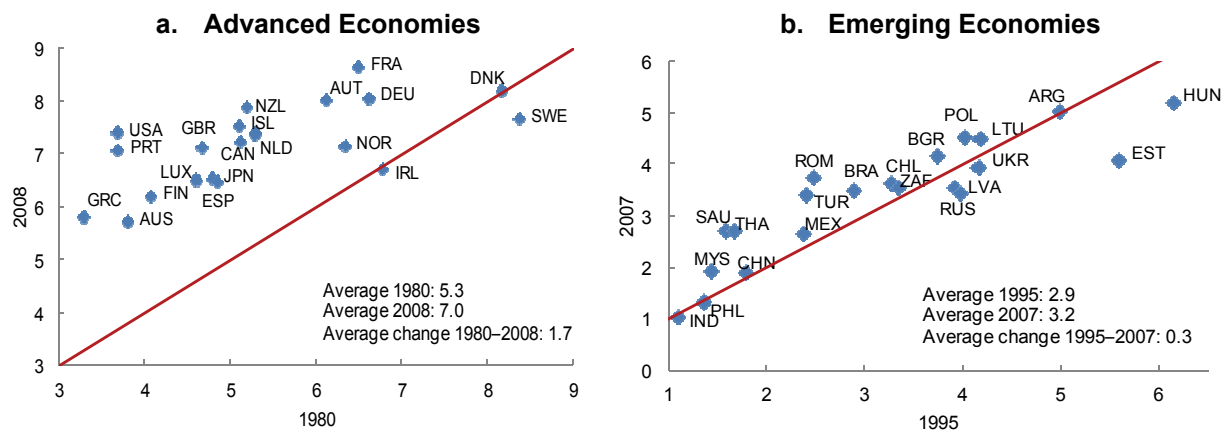 a. Advanced Economies
9
8
7
6
5
4
3
2008
FRA
AUT
DEU
DNK
SWE
NZL
ISL
USA
GBR
PRT
CAN
NLD
NOR
LUX
JPN
IRL
FIN
ESP
GRC
AUS
Average 1980: 5.3
Average 2008: 7.0
Average change 1980–2008: 1.7
3 4 5 6 7 8 9
1980
b. Emerging Economies
6
5
4
3
2
1
0
2007
ARG
HUN
POL
LTU
BGR
EST
ROM
BRA
CHL
UKR
ZAF
LVA
TUR
RUS
SAU
THA
MEX
MYS
CHN
PHL
IND
Average 1995: 2.9
Average 2007: 3.2
Average change 1995–2007: 0.3
1 2 3 4 5 6
1995